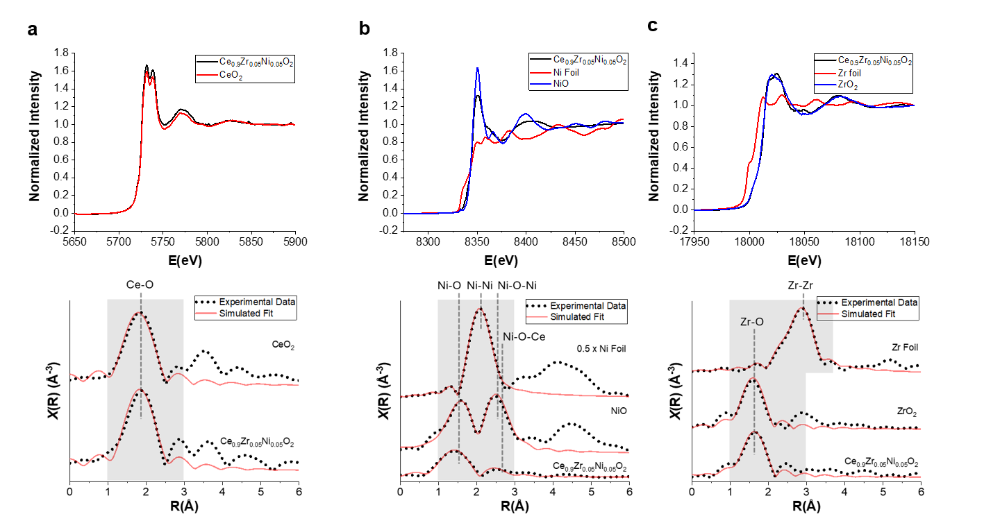 a
Normalized Intensity
1.8
1.6
1.4
1.2
1.0
0.8
0.6
0.4
0.2
0.0
-0.2
Ce0.9Zr0.05Ni0.05O2
CeO2
5650 5700 5750 5800 5850 5900
E(eV)
b
Normalized Intensity
1.8
1.6
1.4
1.2
1.0
0.8
0.6
0.4
0.2
0.0
-0.2
Ce0.9Zr0.05Ni0.05O2
Ni Foil
NiO
8300 8350 8400 8450 8500
E(eV)
c
Normalized Intensity
1.4
1.2
1.0
0.8
0.6
0.4
0.2
0.0
-0.2
Ce0.9Zr0.05Ni0.05O2
Zr foil
ZrO2
17950 18000 18050 18100 18150
E(eV)
Ce-O
Experimental Data
Simulated Fit
CeO2
Ce0.9Zr0.05Ni0.05O2
X(R) (Å-3)
0 1 2 3 4 5 6
R(Å)
Ni-O Ni-Ni Ni-O-Ni
Experimental Data
Simulated Fit
Ni-O-Ce
0.5 x Ni Foil
NiO
Ce0.9Zr0.05Ni0.05O2
X(R) (Å-3)
0 1 2 3 4 5 6
R(Å)
Zr-Zr
Experimental Data
Simulated Fit
Zr-O
Zr Foil
ZrO2
Ce0.9Zr0.05Ni0.05O2
X(R) (Å-3)
0 1 2 3 4 5 6
R(Å)